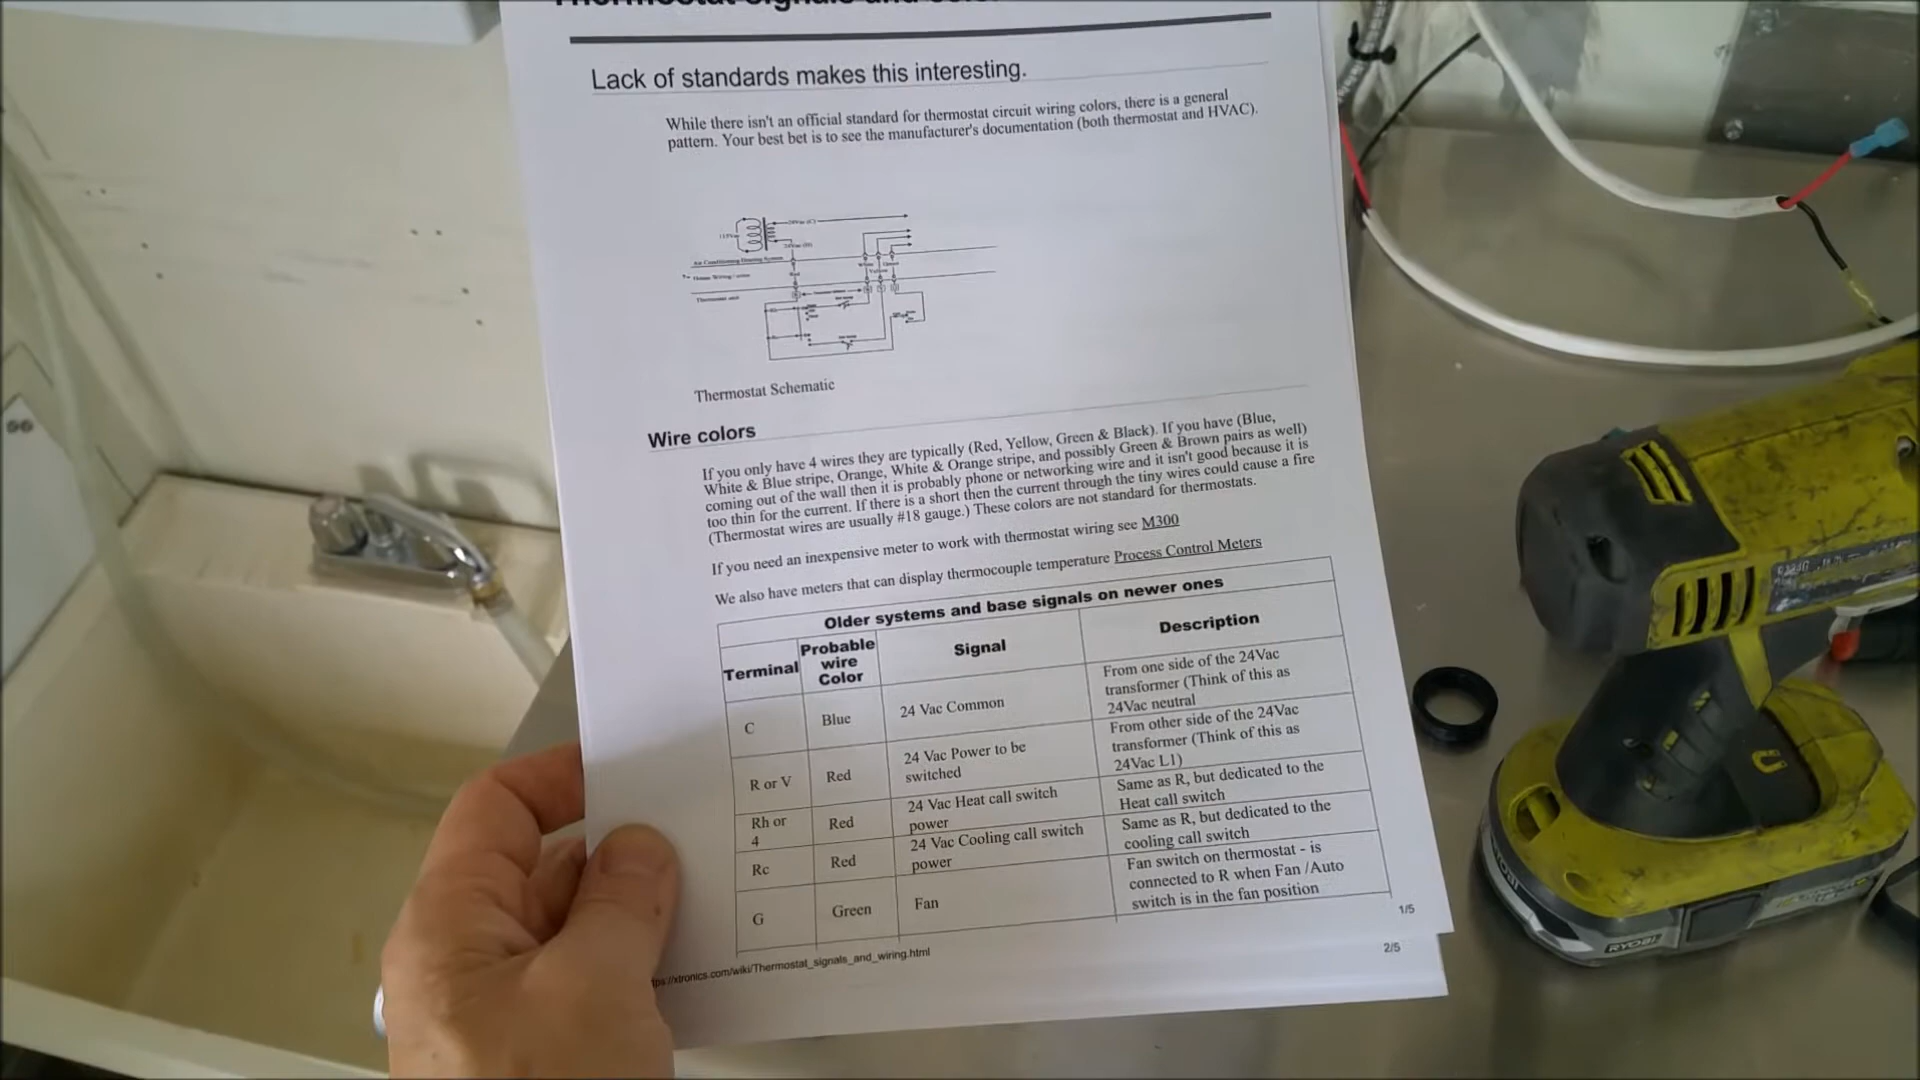 Thermostat signals and
Lack of standards makes this interesting.
While there isn't an official standard for thermostat circuit wiring colors, there is a general
pattern. Your best bet is to see the manufacturer's documentation (both thermostat and HVAC).
Thermostat Schematic
Wire colors
If you only have 4 wires they are typically (Red, Yellow, Green & Black). If you have (Blue,
White & Blue stripe, Orange, White & Orange stripe, and possibly Green & Brown pairs as well)
coming out of the wall then it is probably phone or networking wire and it isn't good because it is
too thin for the current. If there is a short then the current through the tiny wires could cause a fire
(Thermostat wires are usually #18 gauge.) These colors are not standard for thermostats.
If you need an inexpensive meter to work with thermostat wiring see M300
We also have meters that can display thermocouple temperature Process Control Meters
Older systems and base signals on newer ones
Terminal
Probable
wire
Color
Signal
Description
C
Blue
24 Vac Common
From one side of the 24Vac
transformer (Think of this as
24Vac neutral
R or V
Red
24 Vac Power to be
switched
From other side of the 24Vac
transformer (Think of this as
24Vac L1)
Rh or
4
Red
24 Vac Heat call switch
power
Same as R, but dedicated to the
Heat call switch
Rc
Red
24 Vac Cooling call switch
power
Same as R, but dedicated to the
cooling call switch
G
Green
Fan
Fan switch on thermostat - is
connected to R when Fan /Auto
switch is in the fan position
1/5
tps://xtronics.com/wiki/Thermostat_signals_and_wiring.html
2/5
RYOBI